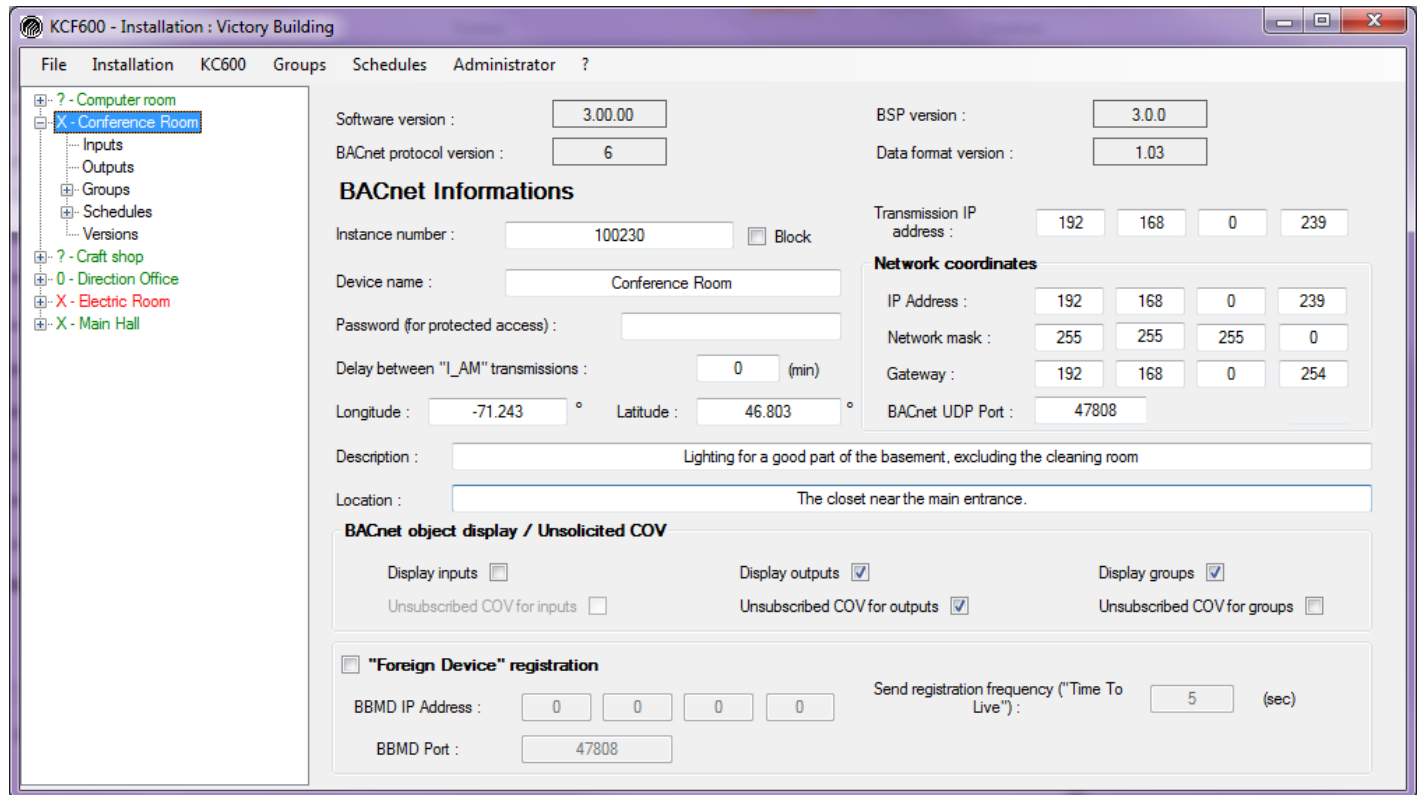 KCF600 - Installation : Victory Building
File Installation KC600 Groups Schedules Administrator ?
? - Computer room
X - Conference Room
Inputs
Outputs
Groups
Schedules
Versions
? - Craft shop
0 - Direction Office
X - Electric Room
X - Main Hall
Software version : 3.00.00 BSP version : 3.0.0
BACnet protocol version : 6 Data format version : 1.03
BACnet Informations
Instance number : 100230 Block
Device name : Conference Room
Password (for protected access) :
Delay between "I_AM" transmissions : 0 (min)
Longitude : -71.243 ° Latitude : 46.803 °
Transmission IP
address : 192 168 0 239
Network coordinates
IP Address : 192 168 0 239
Network mask : 255 255 255 0
Gateway : 192 168 0 254
BACnet UDP Port : 47808
Description : Lighting for a good part of the basement, excluding the cleaning room
Location : The closet near the main entrance.
BACnet object display / Unsolicited COV
Display inputs Display outputs Display groups
Unsubscribed COV for inputs Unsubscribed COV for outputs Unsubscribed COV for groups
"Foreign Device" registration
BBMD IP Address : 0 0 0 0
BBMD Port : 47808
Send registration frequency ("Time To
Live") : 5 (sec)